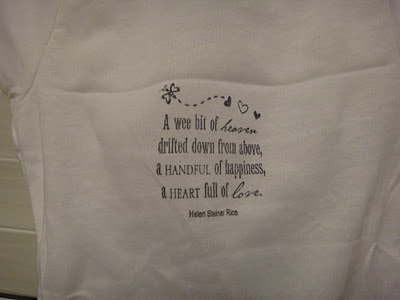 A wee bit of heaven
drifted down from above,
a HANDFUL of happiness,
a HEART full of love.
Helen Steiner Rice